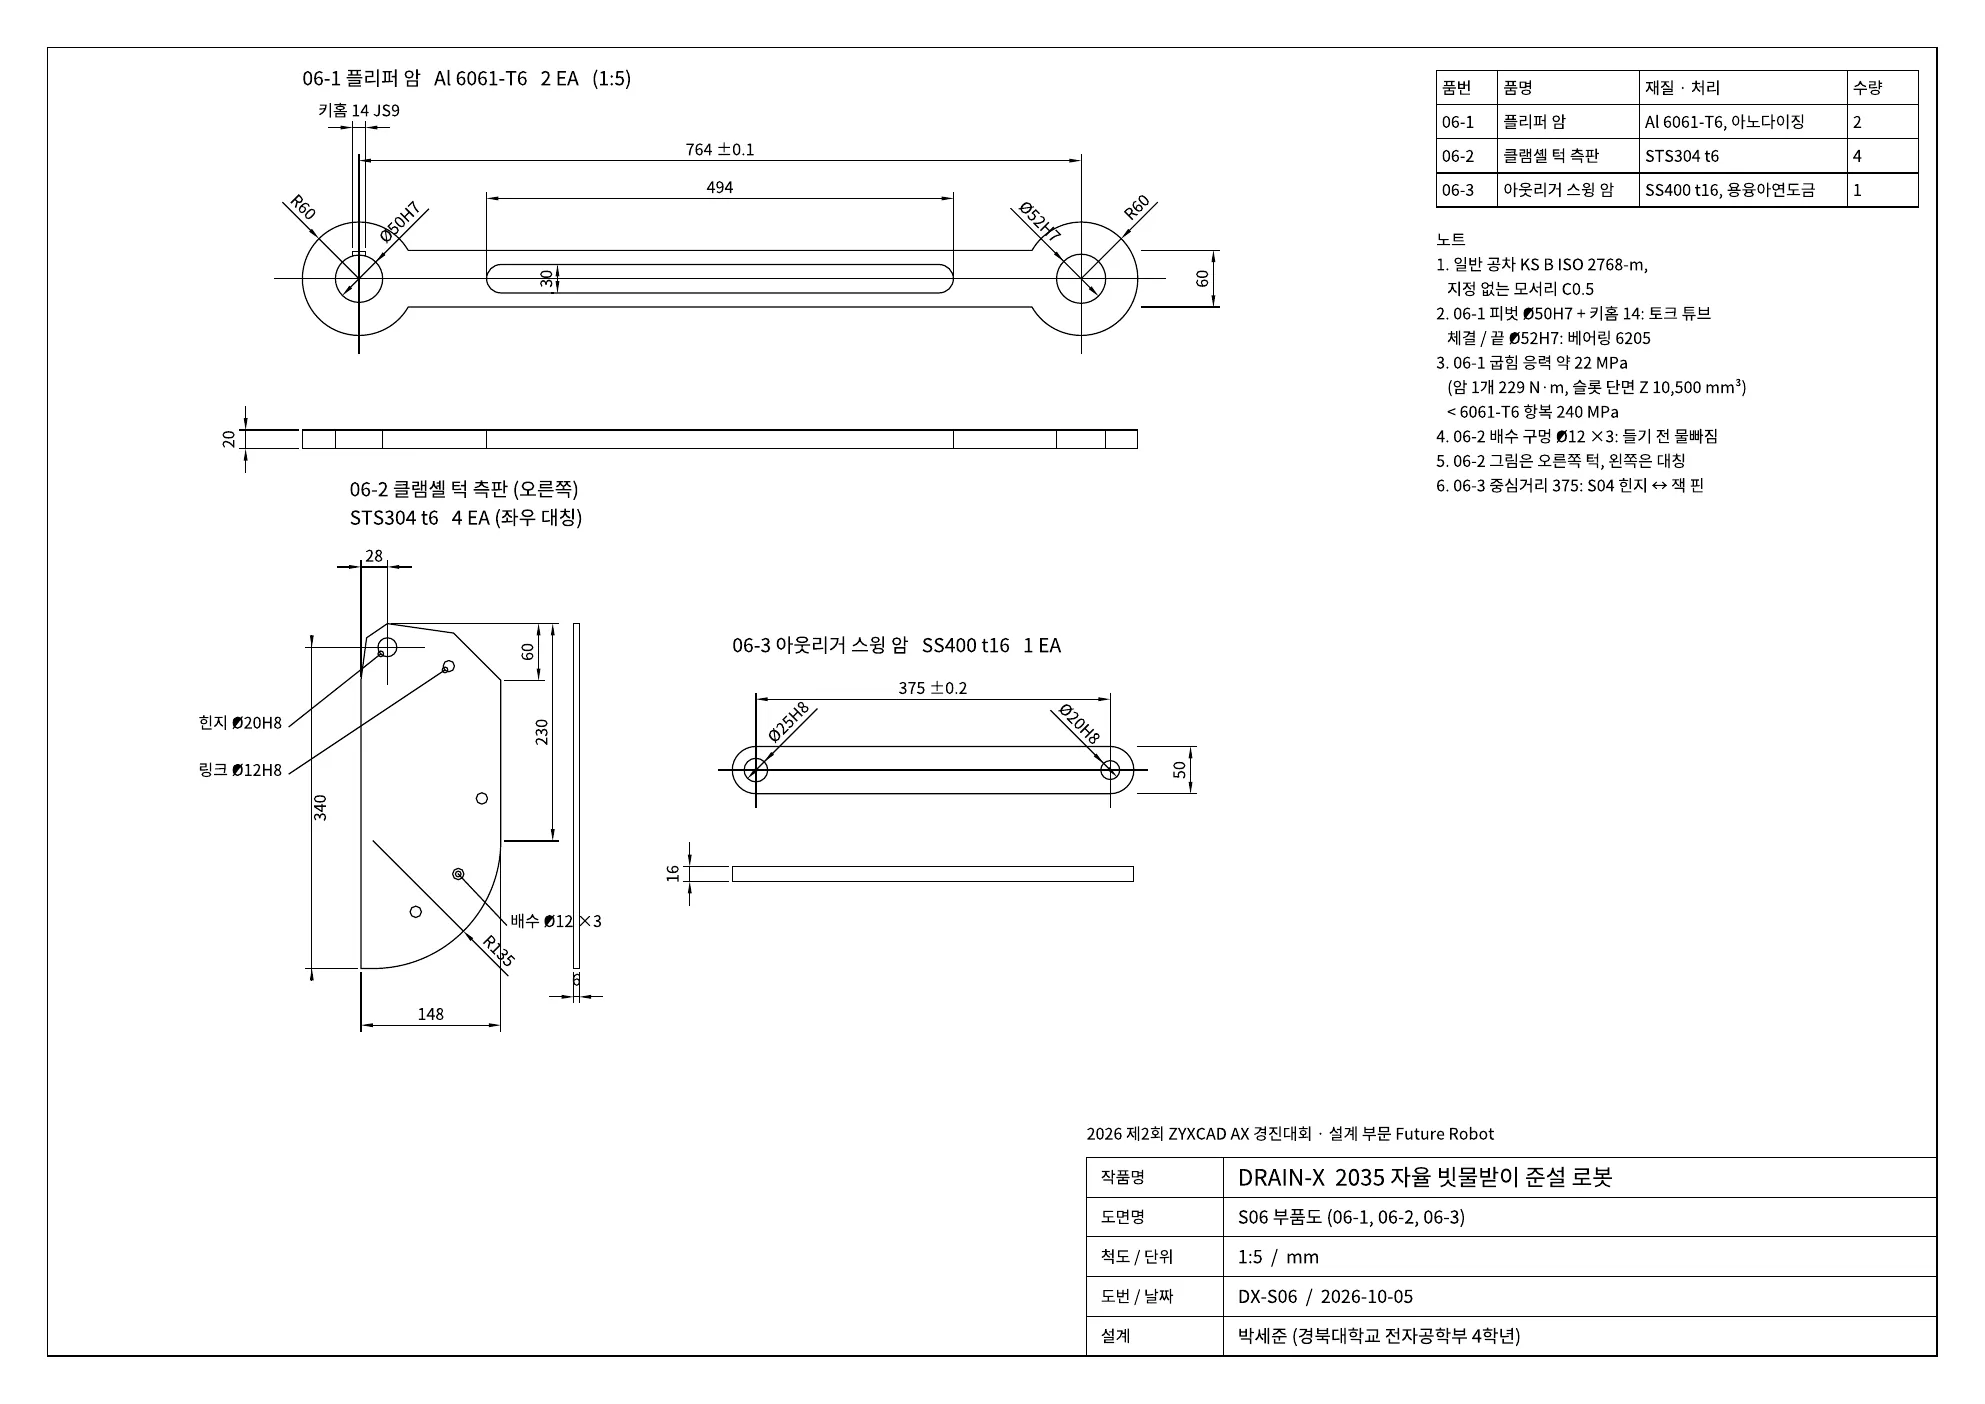 06-1 플리퍼 암   Al 6061-T6   2 EA   (1:5)
키홈 14 JS9
764 ±0.1
494
R60
Ø50H7
Ø52H7
R60
30
60
20
06-2 클램셸 턱 측판 (오른쪽)
STS304 t6   4 EA (좌우 대칭)
28
60
230
힌지 Ø20H8
링크 Ø12H8
340
배수 Ø12 ×3
R135
6
148
06-3 아웃리거 스윙 암   SS400 t16   1 EA
375 ±0.2
Ø25H8
Ø20H8
50
16
품번 품명 재질 · 처리 수량
06-1 플리퍼 암 Al 6061-T6, 아노다이징 2
06-2 클램셸 턱 측판 STS304 t6 4
06-3 아웃리거 스윙 암 SS400 t16, 용융아연도금 1
노트
1. 일반 공차 KS B ISO 2768-m,
지정 없는 모서리 C0.5
2. 06-1 피벗 Ø50H7 + 키홈 14: 토크 튜브
체결 / 끝 Ø52H7: 베어링 6205
3. 06-1 굽힘 응력 약 22 MPa
(암 1개 229 N·m, 슬롯 단면 Z 10,500 mm³)
< 6061-T6 항복 240 MPa
4. 06-2 배수 구멍 Ø12 ×3: 들기 전 물빠짐
5. 06-2 그림은 오른쪽 턱, 왼쪽은 대칭
6. 06-3 중심거리 375: S04 힌지 ↔ 잭 핀
2026 제2회 ZYXCAD AX 경진대회 · 설계 부문 Future Robot
작품명 DRAIN-X  2035 자율 빗물받이 준설 로봇
도면명 S06 부품도 (06-1, 06-2, 06-3)
척도 / 단위 1:5  /  mm
도번 / 날짜 DX-S06  /  2026-10-05
설계 박세준 (경북대학교 전자공학부 4학년)